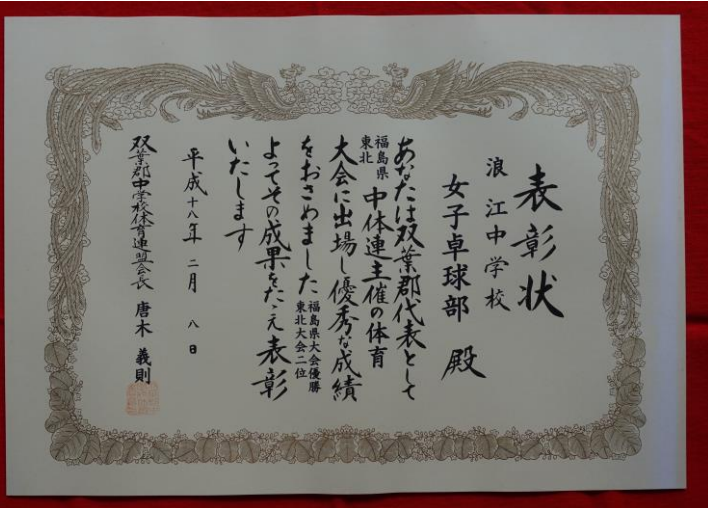 表彰状
浪江中学校
女子卓球部 殿
あなたは双葉郡代表として
福島県
東北
中体連主催の体育
大会に出場し優秀な成績
をおさめました
福島県大会優勝
東北大会二位
よってその成果をたゝえ表彰
いたします
平成十八年 二月 八日
双葉郡中学校体育連盟会長 唐木 義則